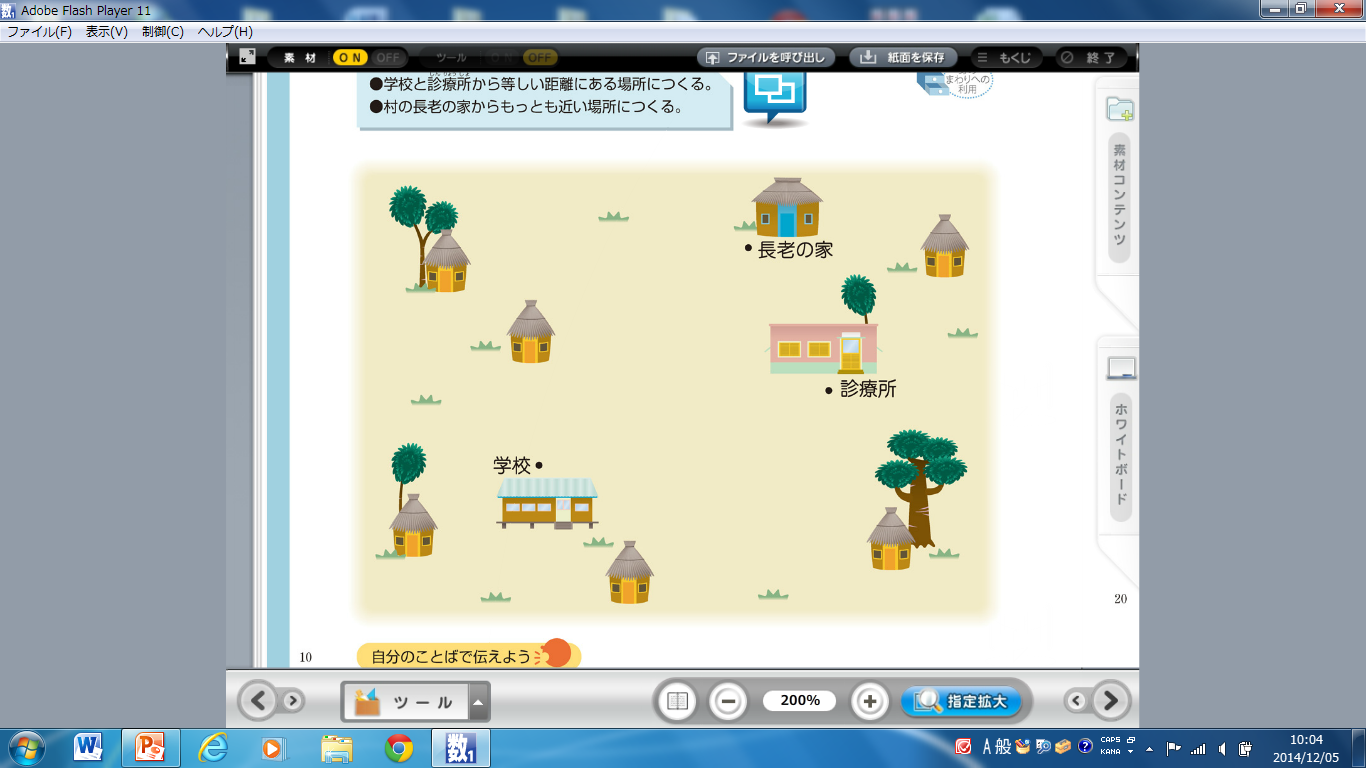 Adobe Flash Player 11
ファイル(F) 表示(V) 制御(C) ヘルプ(H)
素材 ON OFF ツール ON OFF ファイルを呼び出し 紙面を保存 もくじ 終了
●学校と診療所から等しい距離にある場所につくる。
●村の長老の家からもっとも近い場所につくる。
まわりへの
利用
素材コンテンツ
長老の家
診療所
学校
ホワイトボード
20
10
自分のことばで伝えよう
ツール
200%
指定拡大
数1
A 般
CAPS
KANA
10:04
2014/12/05